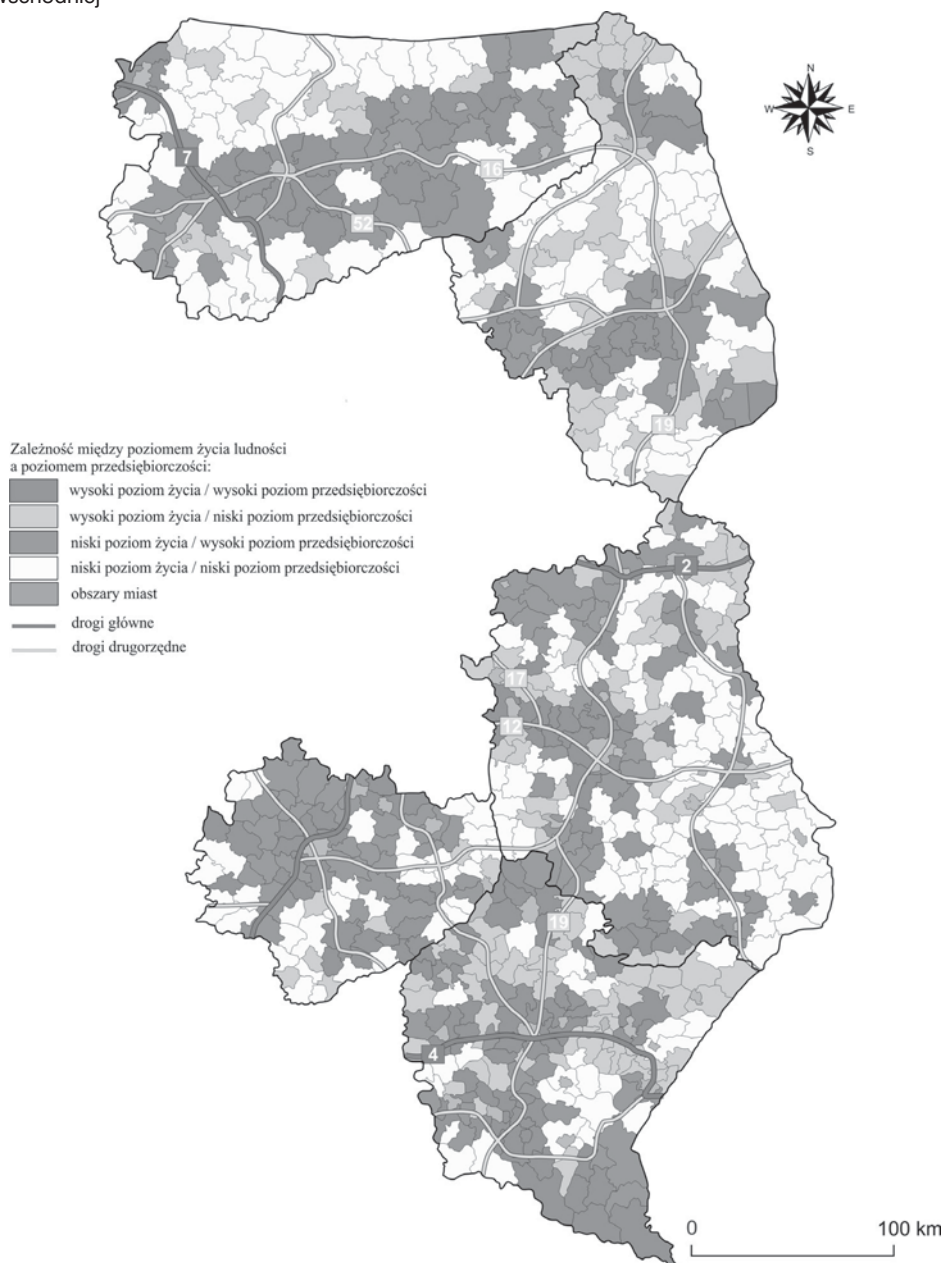 wschodniej
N
W
E
S
7
16
52
19
Zależność między poziomem życia ludności
a poziomem przedsiębiorczości:
wysoki poziom życia / wysoki poziom przedsiębiorczości
wysoki poziom życia / niski poziom przedsiębiorczości
niski poziom życia / wysoki poziom przedsiębiorczości
niski poziom życia / niski poziom przedsiębiorczości
obszary miast
drogi główne
drogi drugorzędne
2
17
12
19
4
0
100 km